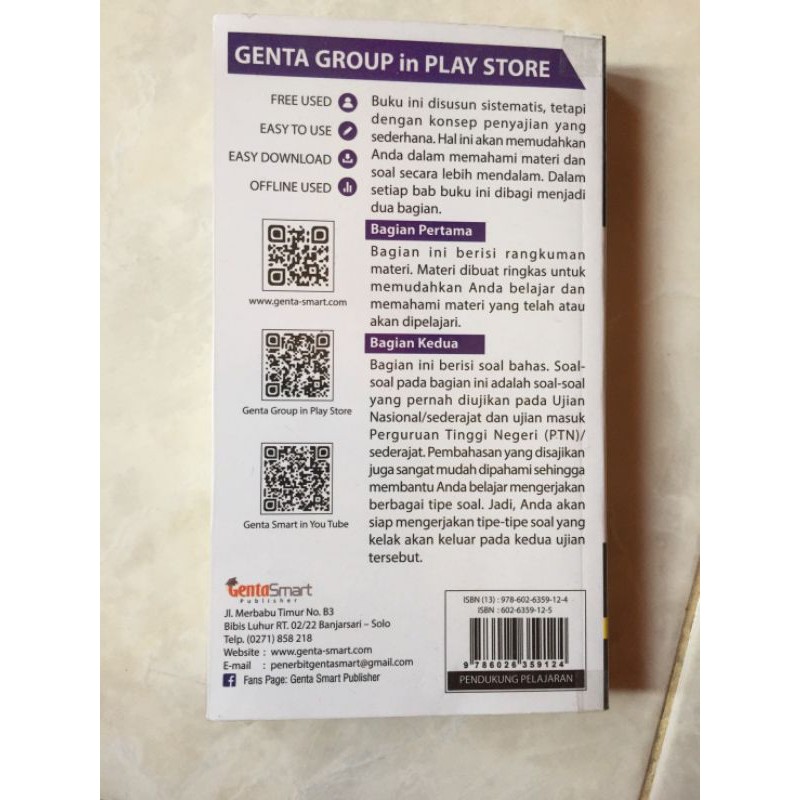 GENTA GROUP in PLAY STORE
FREE USED
EASY TO USE
EASY DOWNLOAD
OFFLINE USED
www.genta-smart.com
Genta Group in Play Store
Genta Smart in You Tube
Buku ini disusun sistematis, tetapi
dengan konsep penyajian yang
sederhana. Hal ini akan memudahkan
Anda dalam memahami materi dan
soal secara lebih mendalam. Dalam
setiap bab buku ini dibagi menjadi
dua bagian.
Bagian Pertama
Bagian ini berisi rangkuman
materi. Materi dibuat ringkas untuk
memudahkan Anda belajar dan
memahami materi yang telah atau
akan dipelajari.
Bagian Kedua
Bagian ini berisi soal bahas. Soal-
soal pada bagian ini adalah soal-soal
yang pernah diujikan pada Ujian
Nasional/sederajat dan ujian masuk
Perguruan Tinggi Negeri (PTN)/
sederajat. Pembahasan yang disajikan
juga sangat mudah dipahami sehingga
membantu Anda belajar mengerjakan
berbagai tipe soal. Jadi, Anda akan
siap mengerjakan tipe-tipe soal yang
kelak akan keluar pada kedua ujian
tersebut.
GentaSmart
Publisher
Jl. Merbabu Timur No. B3
Bibis Luhur RT. 02/22 Banjarsari – Solo
Telp. (0271) 858 218
Website : www.genta-smart.com
E-mail : penerbitgentasmart@gmail.com
Fans Page: Genta Smart Publisher
ISBN (13) : 978-602-6359-12-4
ISBN : 602-6359-12-5
9 786026 359124
PENDUKUNG PELAJARAN